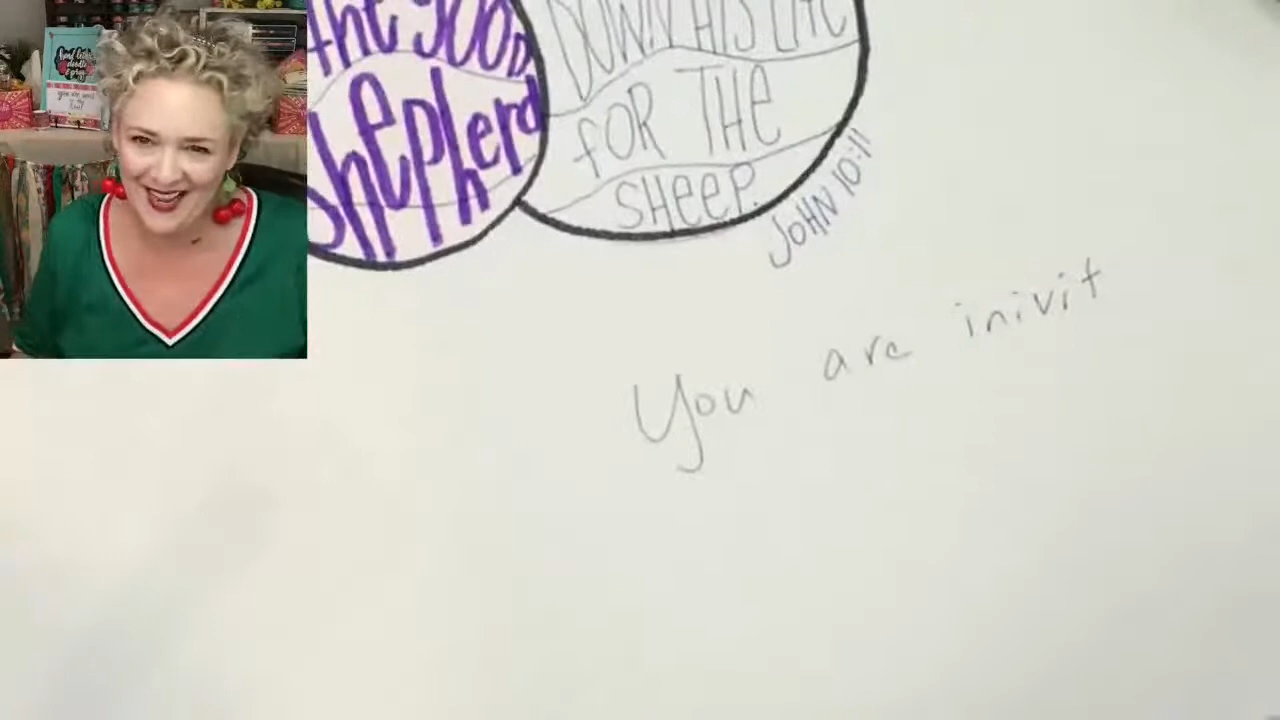 the good
Shepherd
DOWN HIS LIFE
FOR THE
SHEEP.
JOHN 10:11
You are inivit